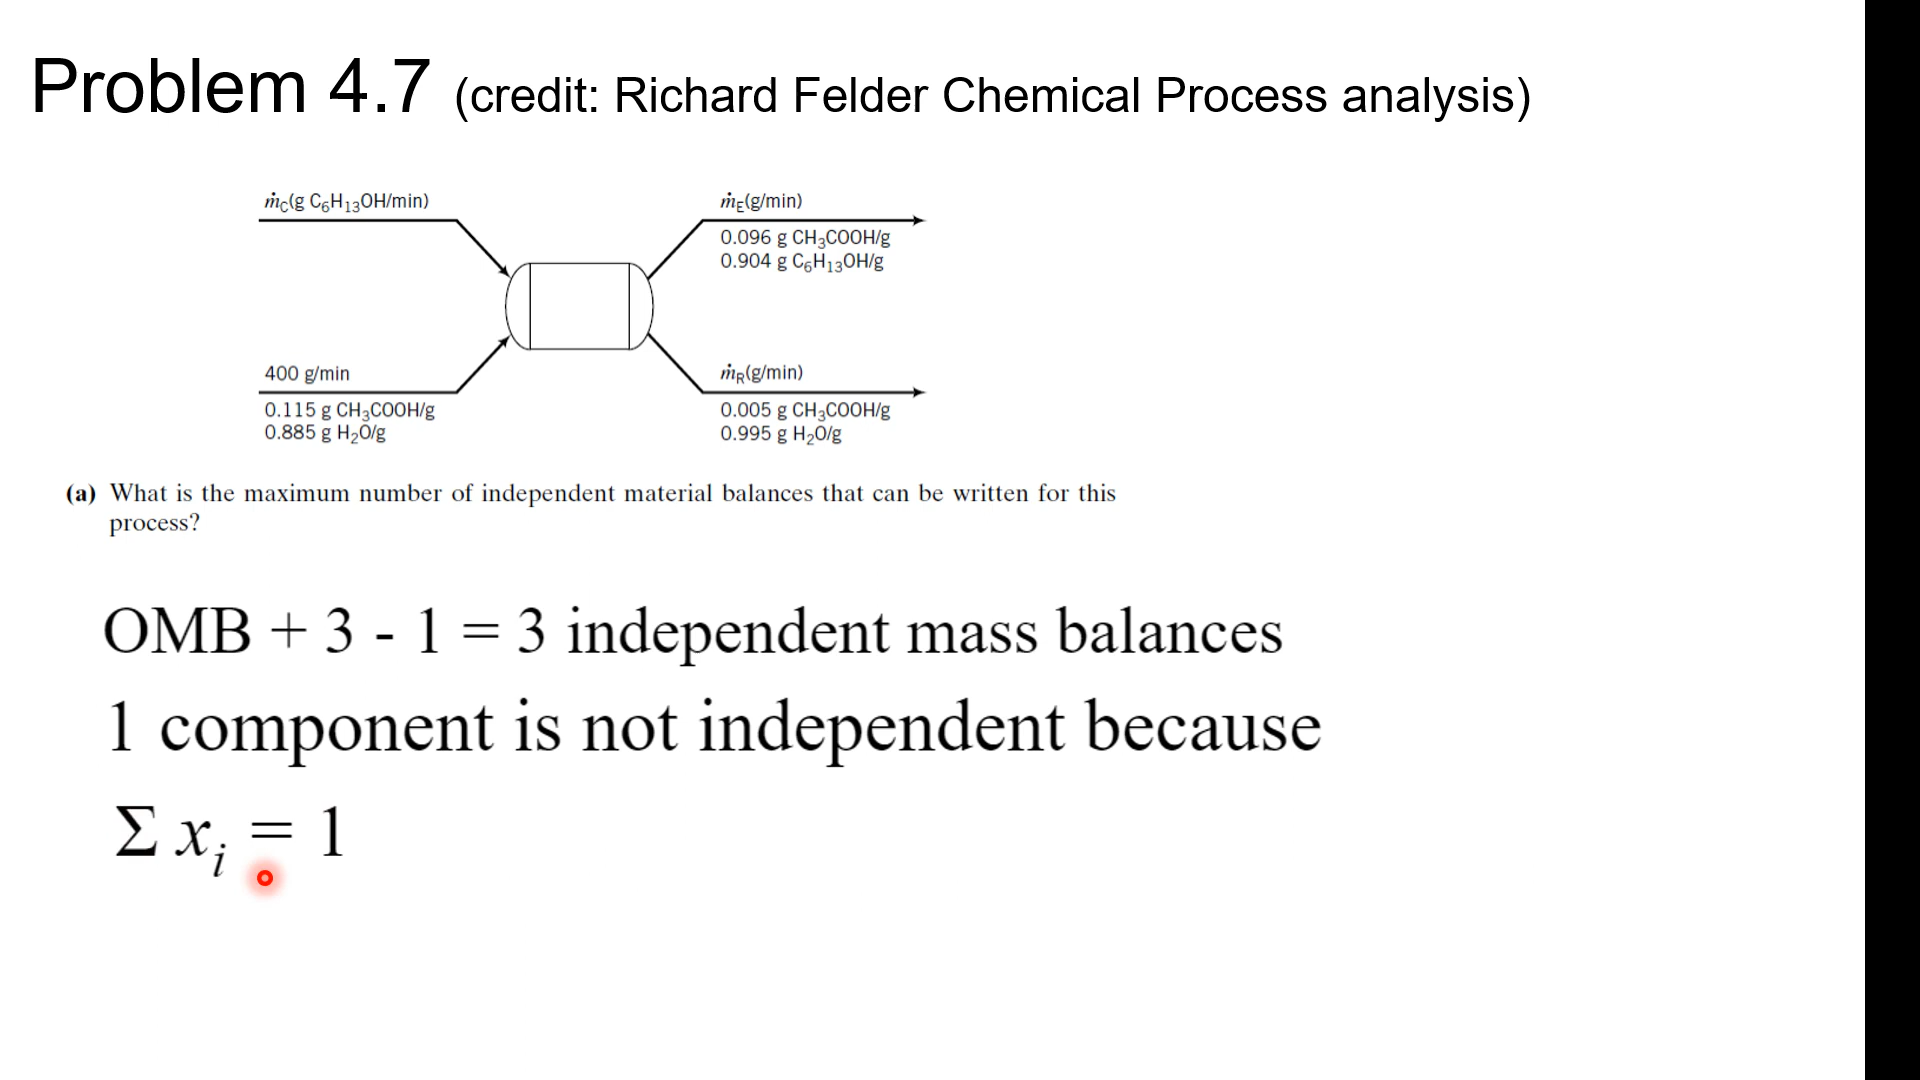 Problem 4.7 (credit: Richard Felder Chemical Process analysis)
ṁC(g C₆H₁₃OH/min)
ṁE(g/min)
0.096 g CH₃COOH/g
0.904 g C₆H₁₃OH/g
400 g/min
0.115 g CH₃COOH/g
0.885 g H₂O/g
ṁR(g/min)
0.005 g CH₃COOH/g
0.995 g H₂O/g
(a) What is the maximum number of independent material balances that can be written for this
process?
OMB + 3 - 1 = 3 independent mass balances
1 component is not independent because
Σ xᵢ = 1